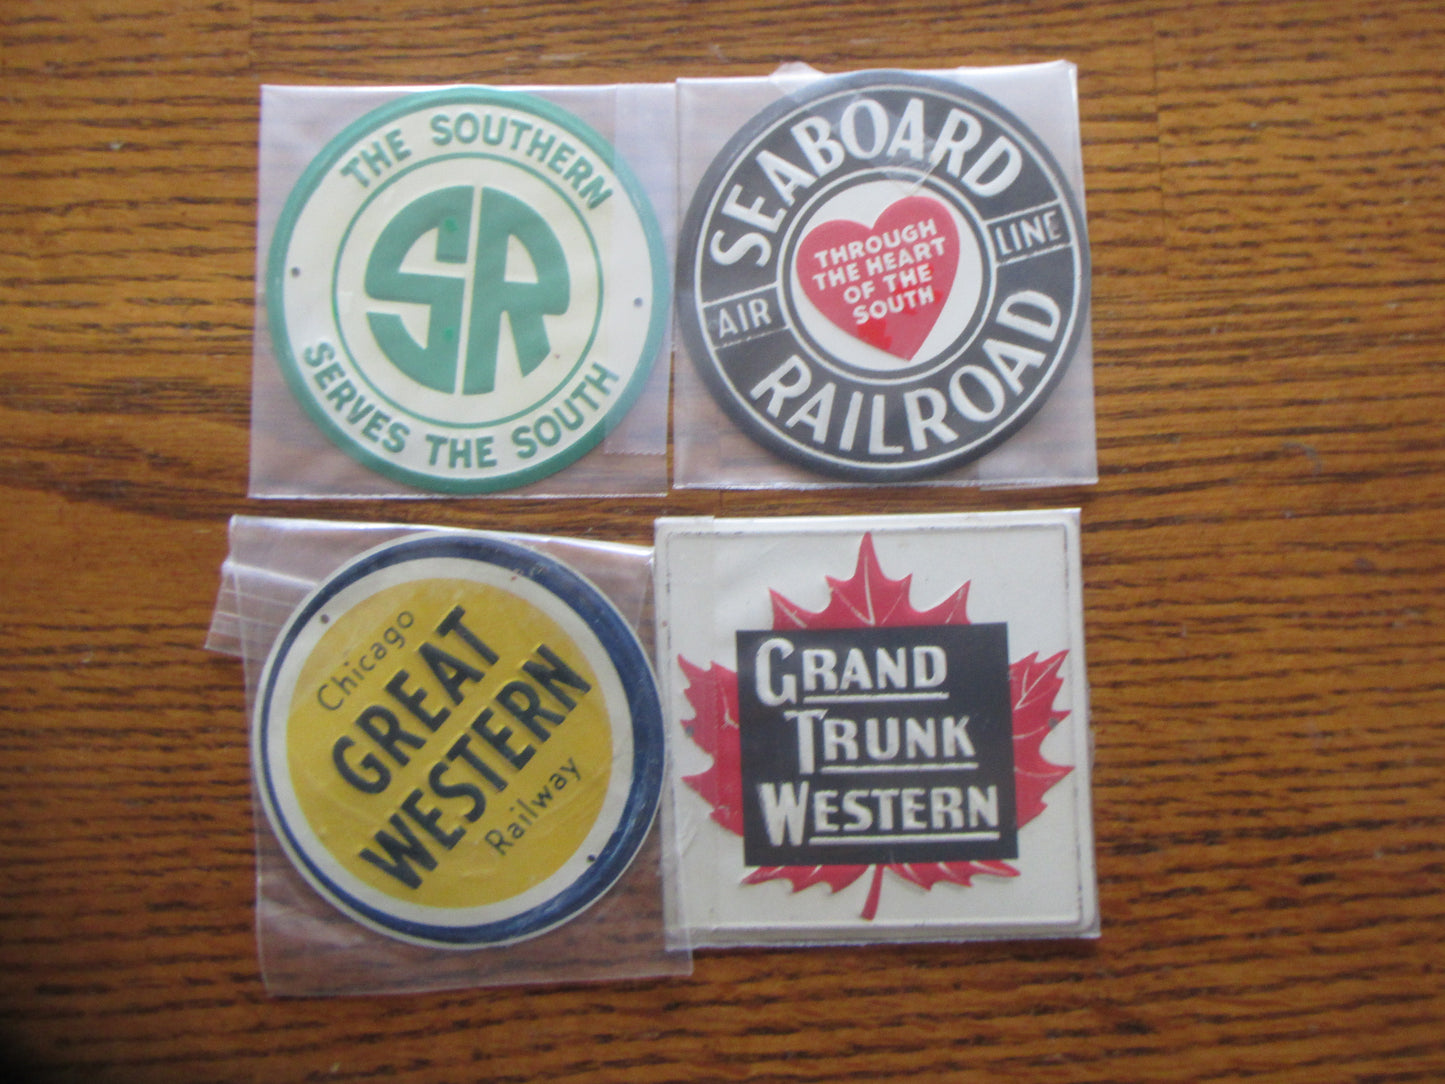 THE SOUTHERN
SR
SERVES THE SOUTH
SEABOARD
AIR LINE
RAILROAD
THROUGH
THE HEART
OF THE
SOUTH
Chicago
GREAT
WESTERN
Railway
GRAND
TRUNK
WESTERN